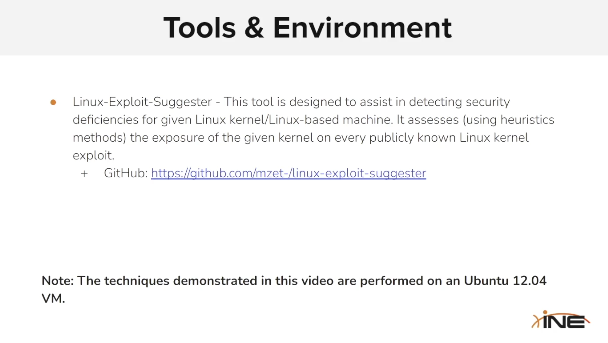 Tools & Environment
● Linux-Exploit-Suggester - This tool is designed to assist in detecting security
deficiencies for given Linux kernel/Linux-based machine. It assesses (using heuristics
methods) the exposure of the given kernel on every publicly known Linux kernel
exploit.
+ GitHub: https://github.com/mzet-/linux-exploit-suggester
Note: The techniques demonstrated in this video are performed on an Ubuntu 12.04
VM.
INE